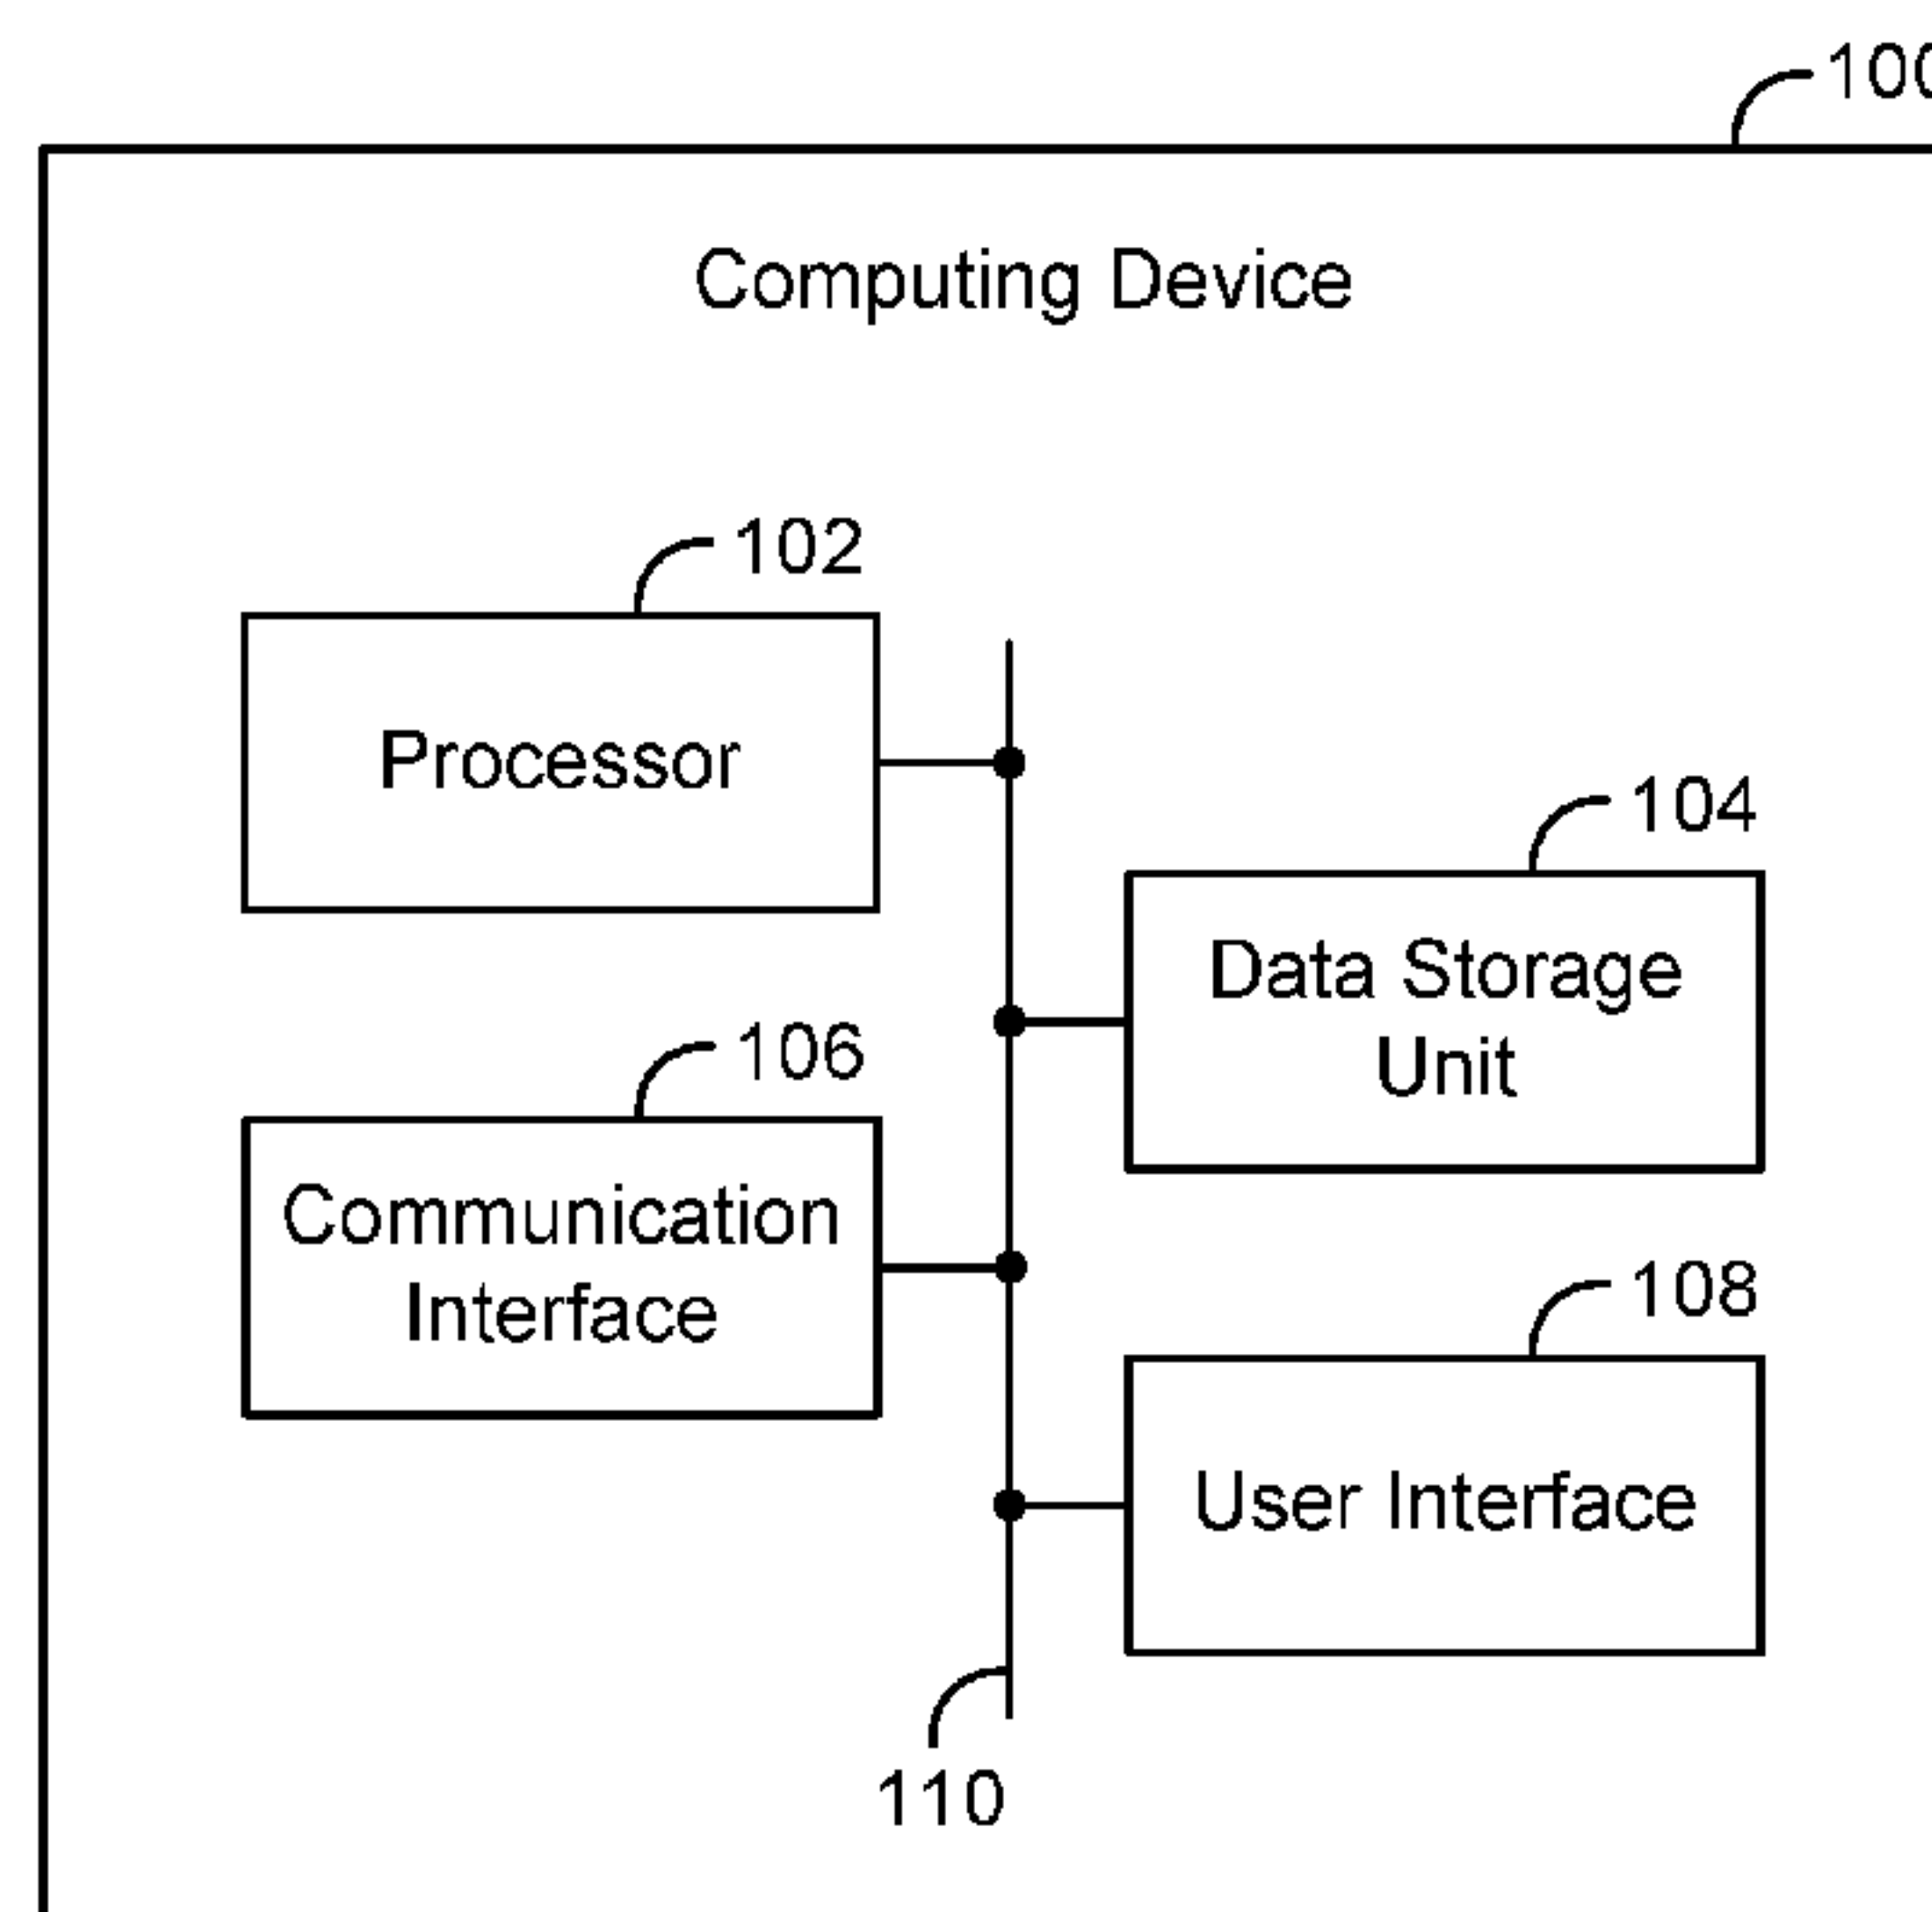 100
Computing Device
102
Processor
104
Data Storage
Unit
106
Communication
Interface
108
User Interface
110